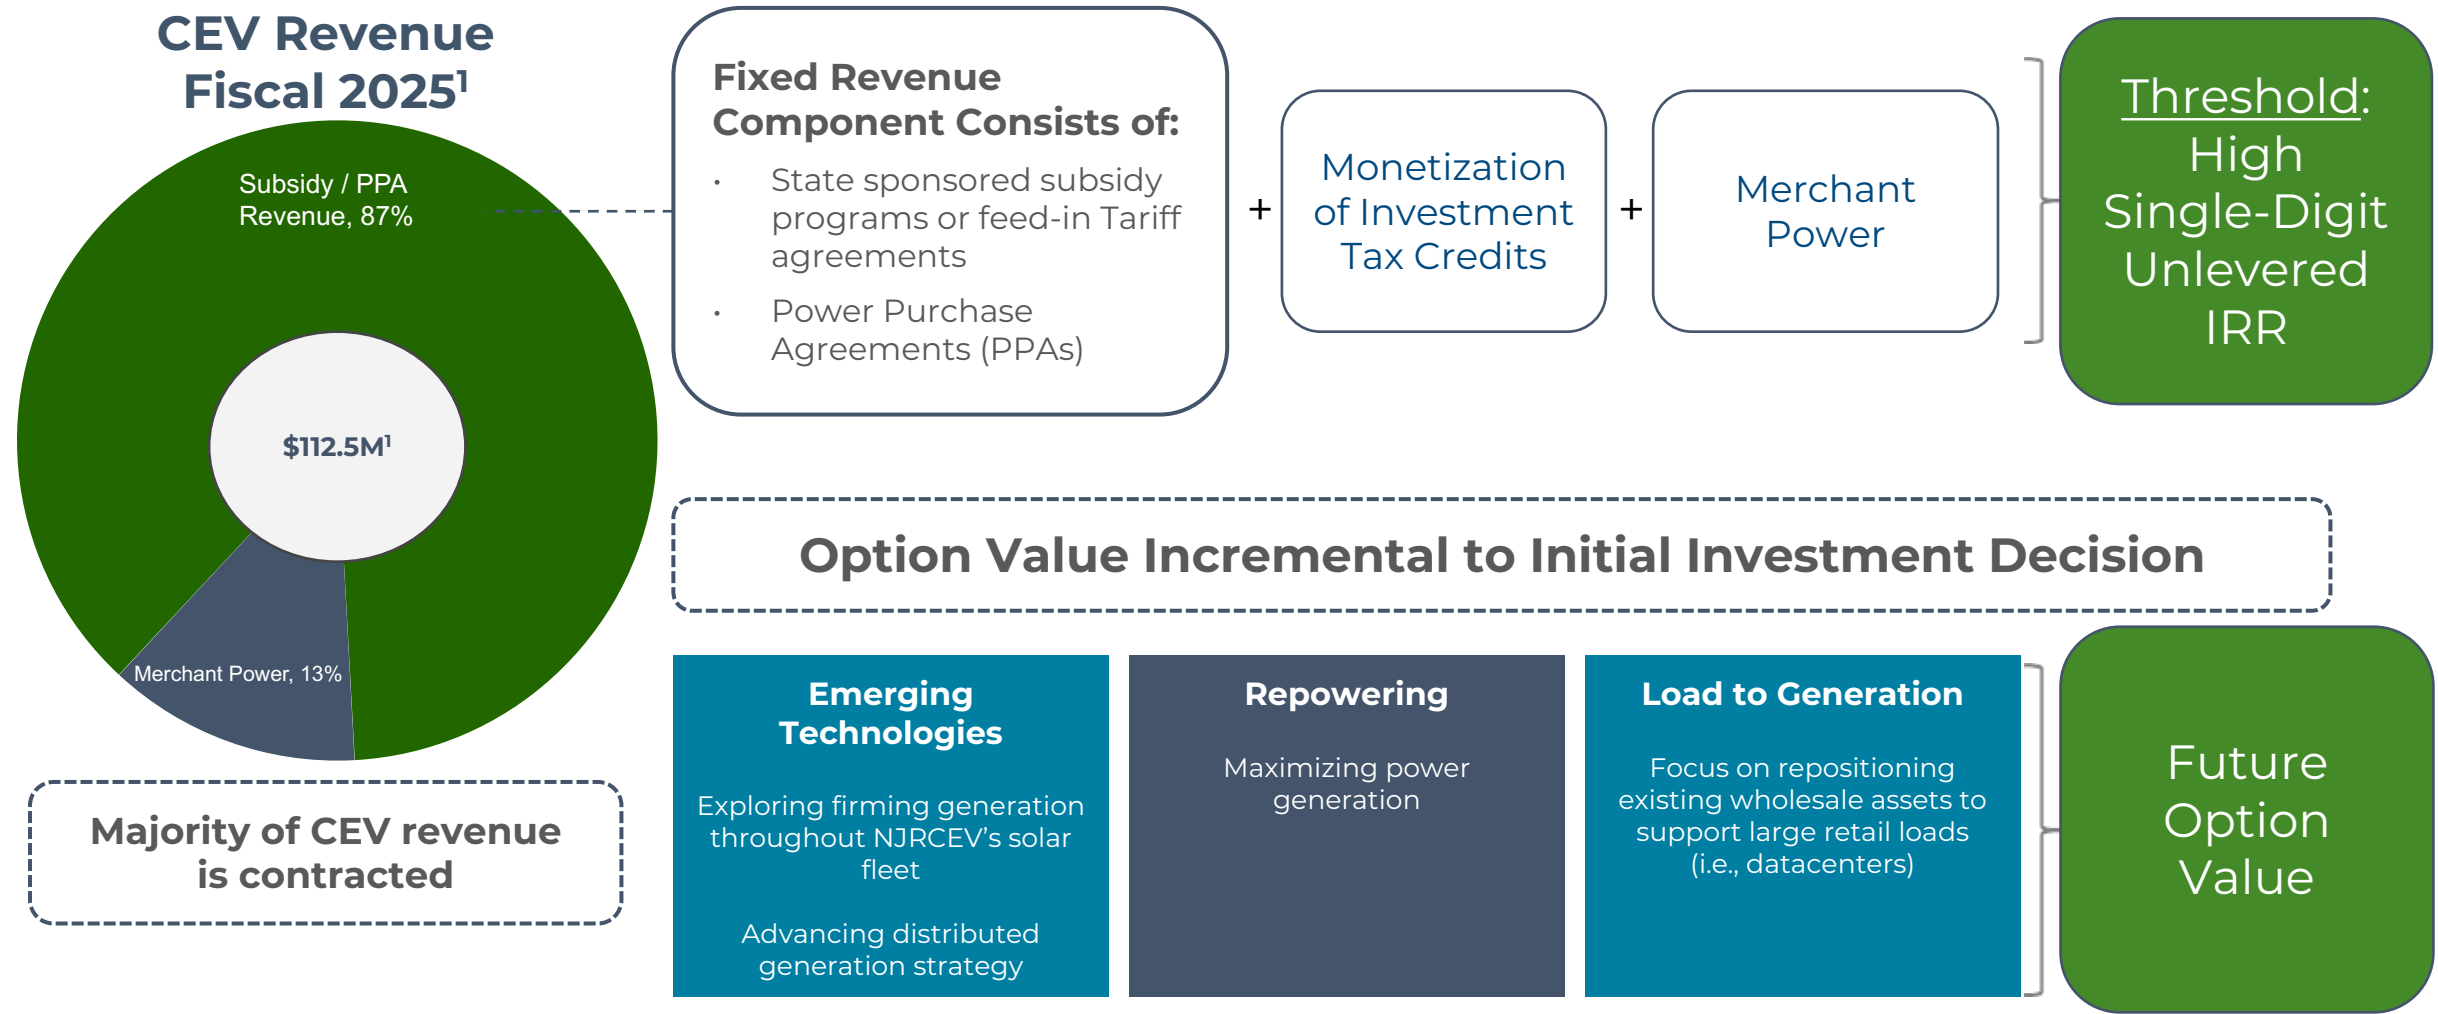 CEV Revenue
Fiscal 2025¹
Subsidy / PPA
Revenue, 87%
$112.5M¹
Merchant Power, 13%
Majority of CEV revenue
is contracted
Fixed Revenue
Component Consists of:
• State sponsored subsidy
programs or feed-in Tariff
agreements
• Power Purchase
Agreements (PPAs)
+
Monetization
of Investment
Tax Credits
+
Merchant
Power
Threshold:
High
Single-Digit
Unlevered
IRR
Option Value Incremental to Initial Investment Decision
Emerging
Technologies
Exploring firming generation
throughout NJRCEV’s solar
fleet
Advancing distributed
generation strategy
Repowering
Maximizing power
generation
Load to Generation
Focus on repositioning
existing wholesale assets to
support large retail loads
(i.e., datacenters)
Future
Option
Value